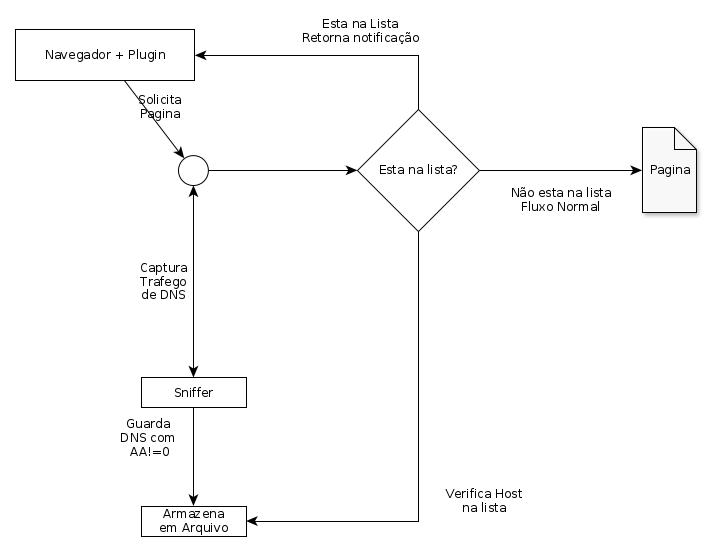 Esta na Lista
Retorna notificação
Navegador + Plugin
Solicita
Pagina
Esta na lista?
Pagina
Não esta na lista
Fluxo Normal
Captura
Trafego
de DNS
Sniffer
Guarda
DNS com
AA!=0
Verifica Host
na lista
Armazena
em Arquivo